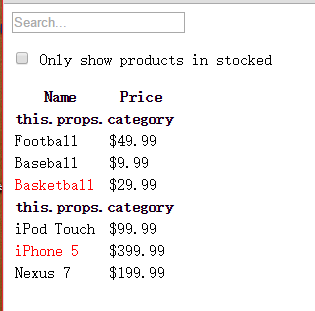 Search...
Only show products in stocked
Name Price
this.props.category
Football $49.99
Baseball $9.99
Basketball $29.99
this.props.category
iPod Touch $99.99
iPhone 5 $399.99
Nexus 7 $199.99